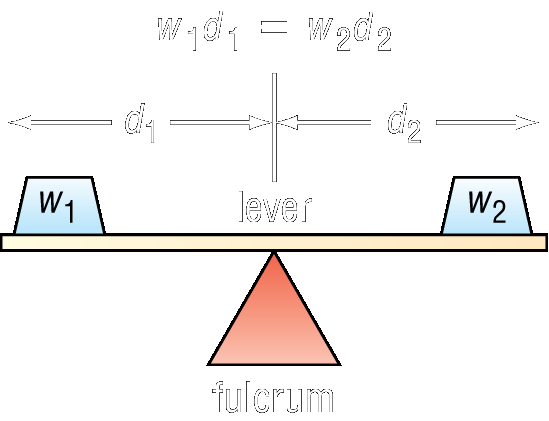 w₁d₁ = w₂d₂
d₁ d₂
lever
w₁ w₂
fulcrum